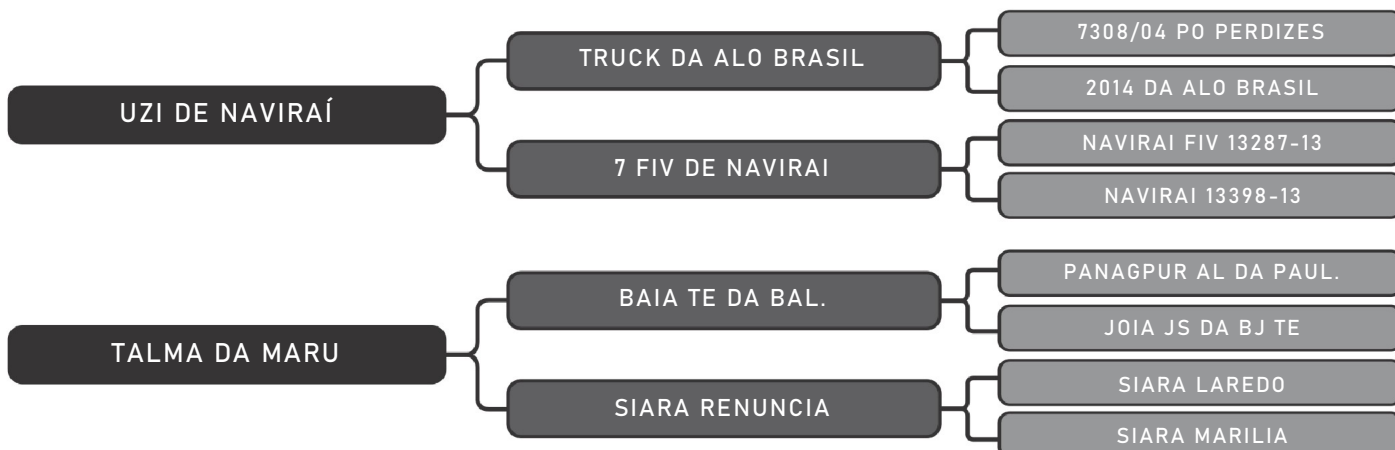 UZI DE NAVIRAÍ
TRUCK DA ALO BRASIL
7308/04 PO PERDIZES
2014 DA ALO BRASIL
7 FIV DE NAVIRAI
NAVIRAI FIV 13287-13
NAVIRAI 13398-13
TALMA DA MARU
BAIA TE DA BAL.
PANAGPUR AL DA PAUL.
JOIA JS DA BJ TE
SIARA RENUNCIA
SIARA LAREDO
SIARA MARILIA